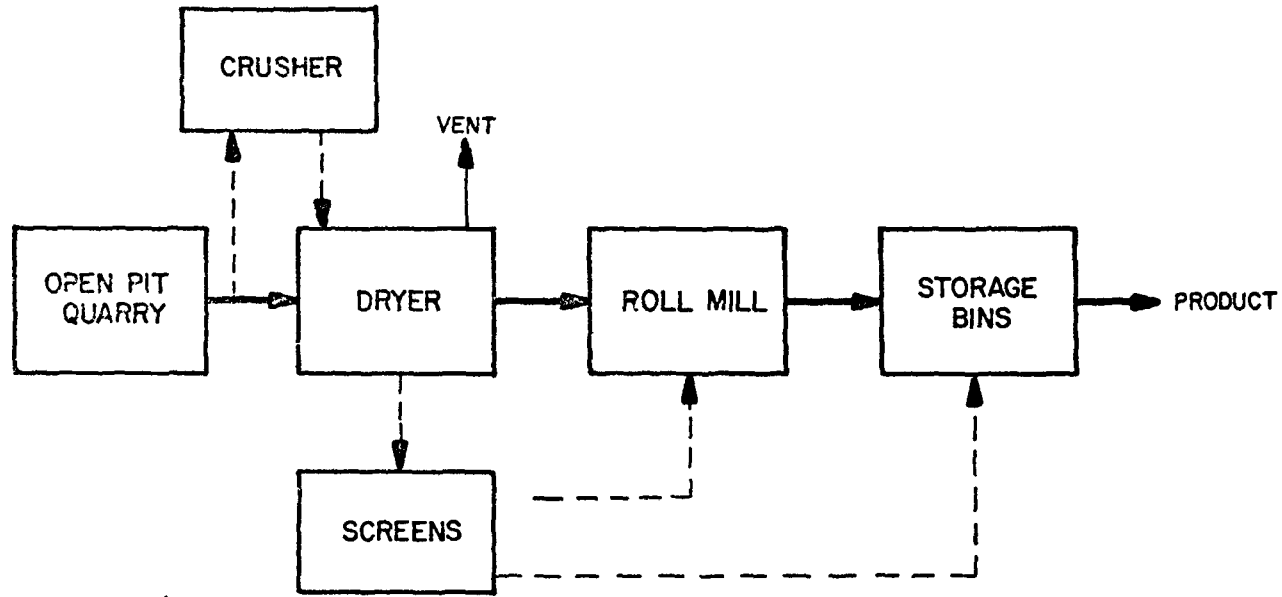 CRUSHER
VENT
OPEN PIT
QUARRY
DRYER
ROLL MILL
STORAGE
BINS
PRODUCT
SCREENS